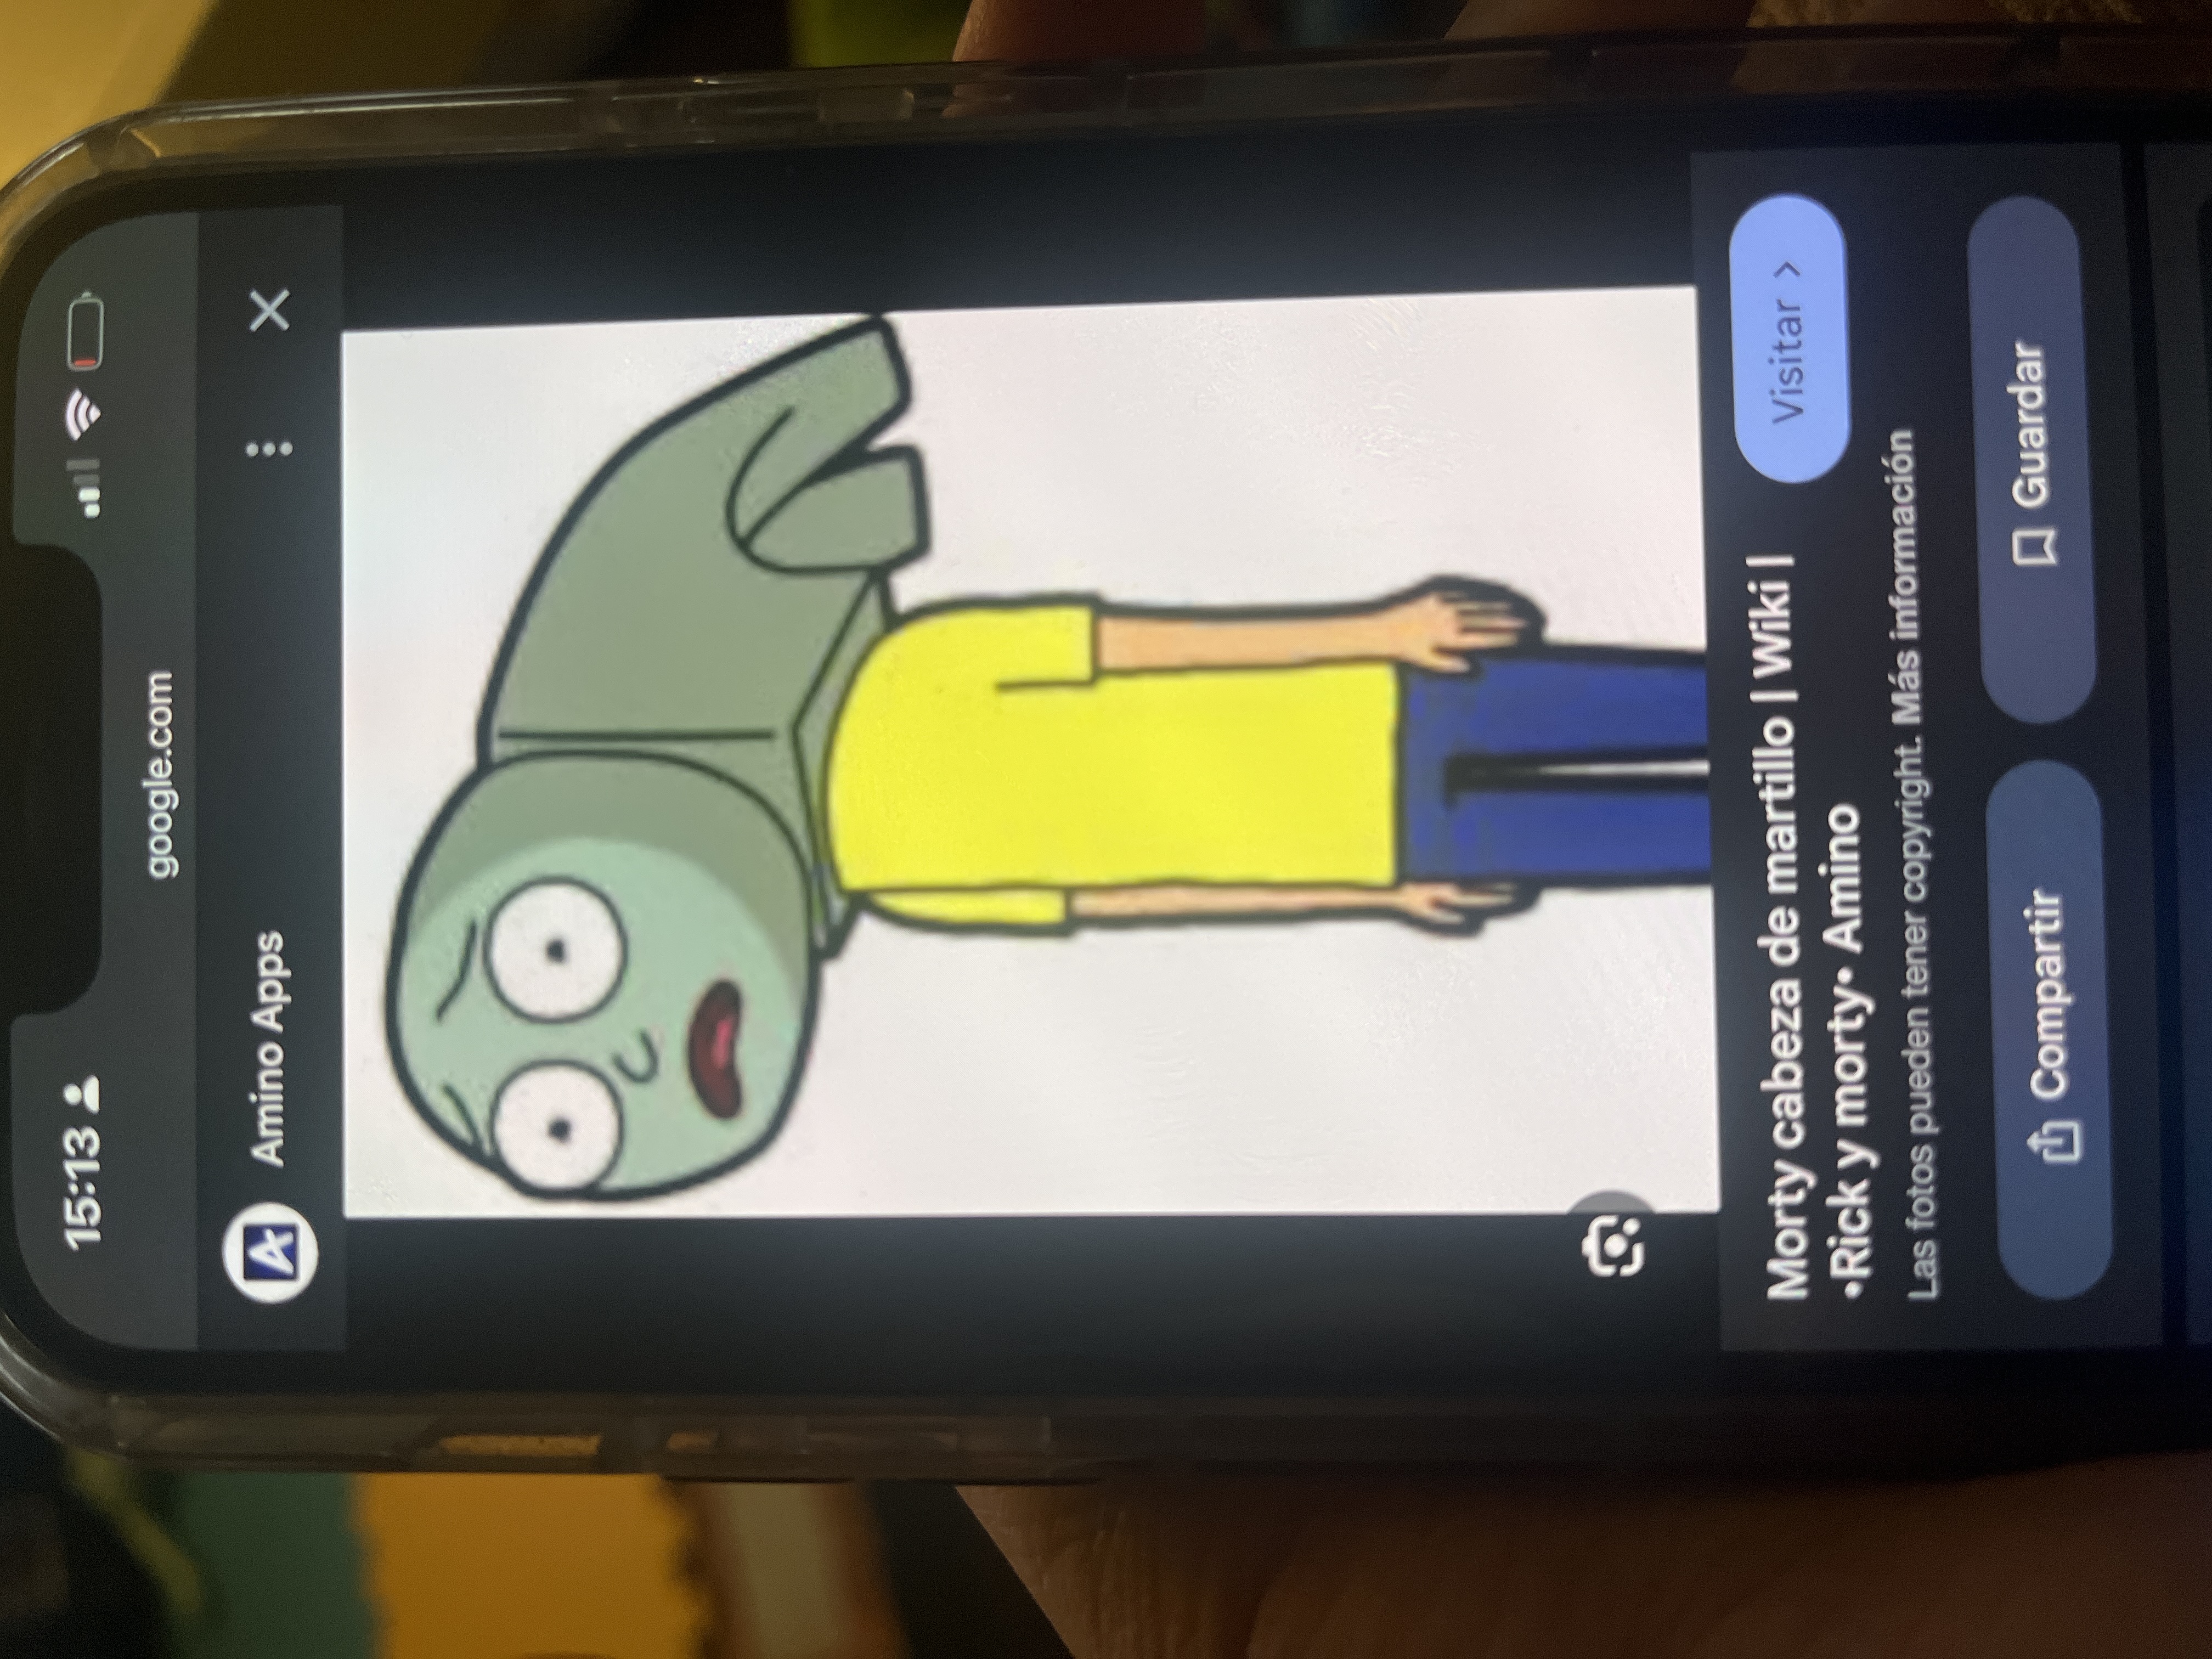 15:13
google.com
Amino Apps
Morty cabeza de martillo | Wiki |
•Rick y morty• Amino
Visitar >
Las fotos pueden tener copyright. Más información
Compartir
Guardar